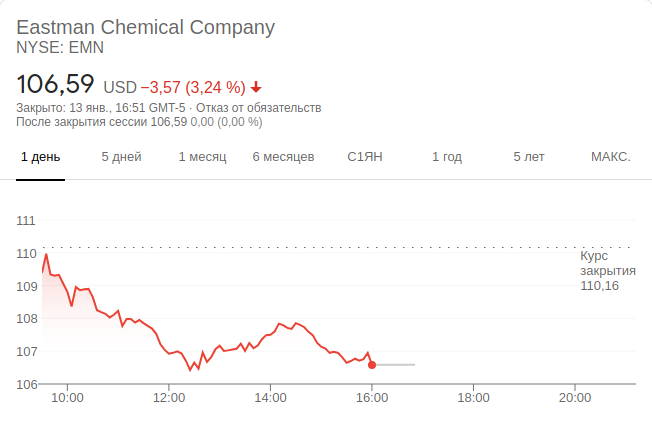 Eastman Chemical Company
NYSE: EMN
106,59 USD −3,57 (3,24 %)
Закрыто: 13 янв., 16:51 GMT-5 · Отказ от обязательств
После закрытия сессии 106,59 0,00 (0,00 %)
1 день 5 дней 1 месяц 6 месяцев С1ЯН 1 год 5 лет МАКС.
111
110
Курс
закрытия
109
110,16
108
107
106
10:00 12:00 14:00 16:00 18:00 20:00